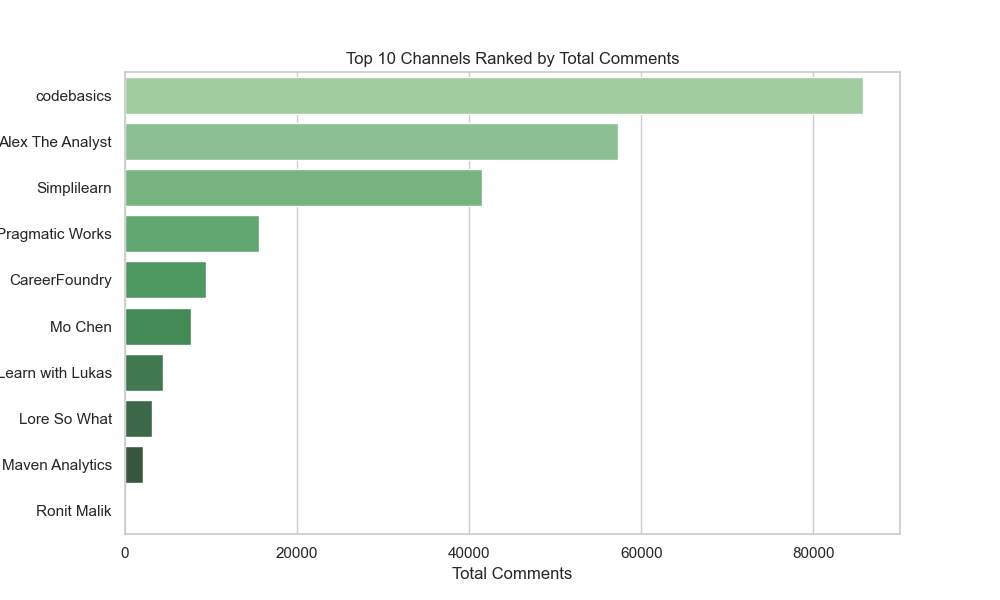 Top 10 Channels Ranked by Total Comments
codebasics
Alex The Analyst
Simplilearn
Pragmatic Works
CareerFoundry
Mo Chen
Learn with Lukas
Lore So What
Maven Analytics
Ronit Malik
0 20000 40000 60000 80000
Total Comments